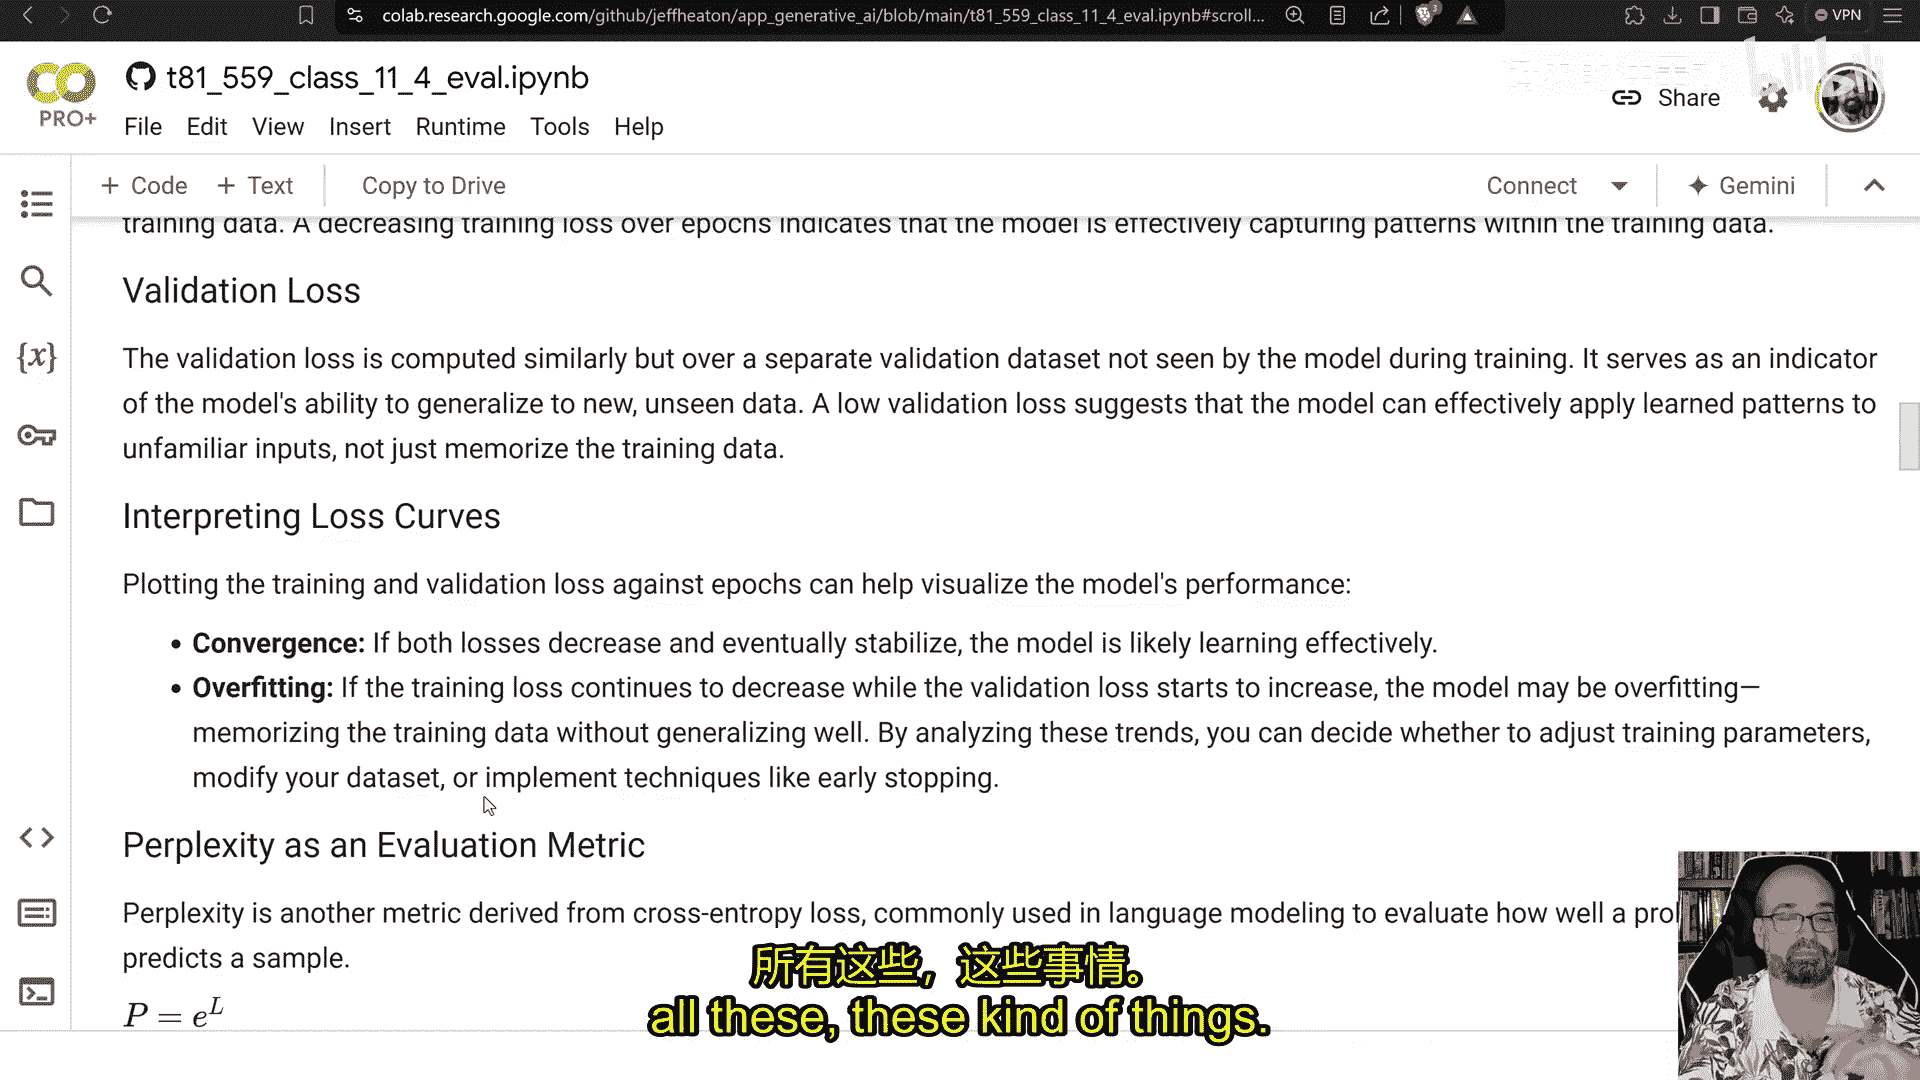 colab.research.google.com/github/jeffheaton/app_generative_ai/blob/main/t81_559_class_11_4_eval.ipynb#scroll...
3
VPN
PRO+
t81_559_class_11_4_eval.ipynb
Share
File Edit View Insert Runtime Tools Help
+ Code + Text Copy to Drive
Connect
Gemini
training data. A decreasing training loss over epochs indicates that the model is effectively capturing patterns within the training data.
Validation Loss
The validation loss is computed similarly but over a separate validation dataset not seen by the model during training. It serves as an indicator
of the model's ability to generalize to new, unseen data. A low validation loss suggests that the model can effectively apply learned patterns to
unfamiliar inputs, not just memorize the training data.
Interpreting Loss Curves
Plotting the training and validation loss against epochs can help visualize the model's performance:
• Convergence: If both losses decrease and eventually stabilize, the model is likely learning effectively.
• Overfitting: If the training loss continues to decrease while the validation loss starts to increase, the model may be overfitting—
memorizing the training data without generalizing well. By analyzing these trends, you can decide whether to adjust training parameters,
modify your dataset, or implement techniques like early stopping.
Perplexity as an Evaluation Metric
Perplexity is another metric derived from cross-entropy loss, commonly used in language modeling to evaluate how well a
predicts a sample.
P = e^L
所有这些，这些事情。
all these, these kind of things.